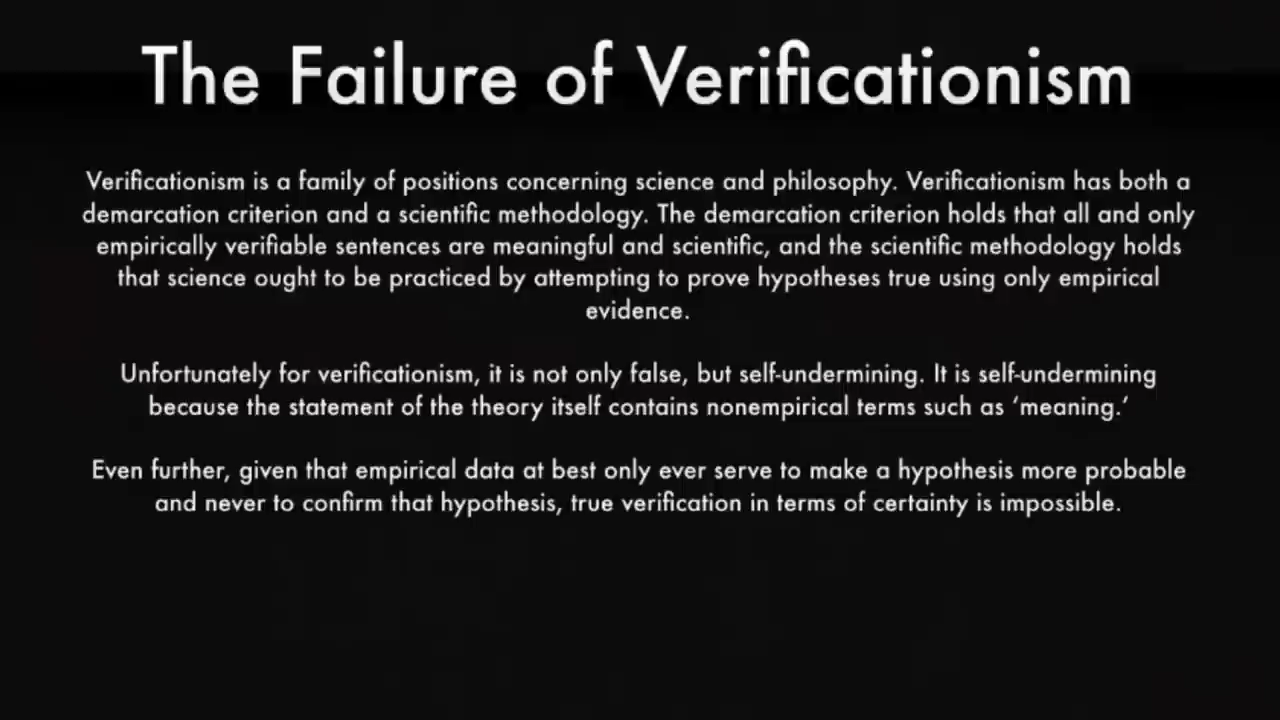 The Failure of Verificationism
Verificationism is a family of positions concerning science and philosophy. Verificationism has both a
demarcation criterion and a scientific methodology. The demarcation criterion holds that all and only
empirically verifiable sentences are meaningful and scientific, and the scientific methodology holds
that science ought to be practiced by attempting to prove hypotheses true using only empirical
evidence.
Unfortunately for verificationism, it is not only false, but self-undermining. It is self-undermining
because the statement of the theory itself contains nonempirical terms such as ‘meaning.‘
Even further, given that empirical data at best only ever serve to make a hypothesis more probable
and never to confirm that hypothesis, true verification in terms of certainty is impossible.